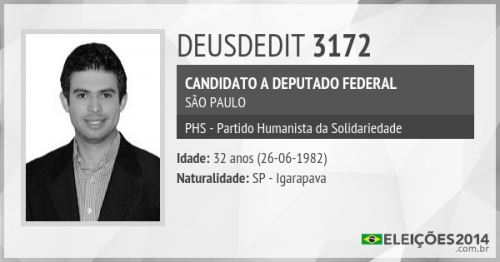 DEUSDEDIT 3172
CANDIDATO A DEPUTADO FEDERAL
SÃO PAULO
PHS - Partido Humanista da Solidariedade
Idade: 32 anos (26-06-1982)
Naturalidade: SP - Igarapava
ELEIÇÕES2014
.com.br